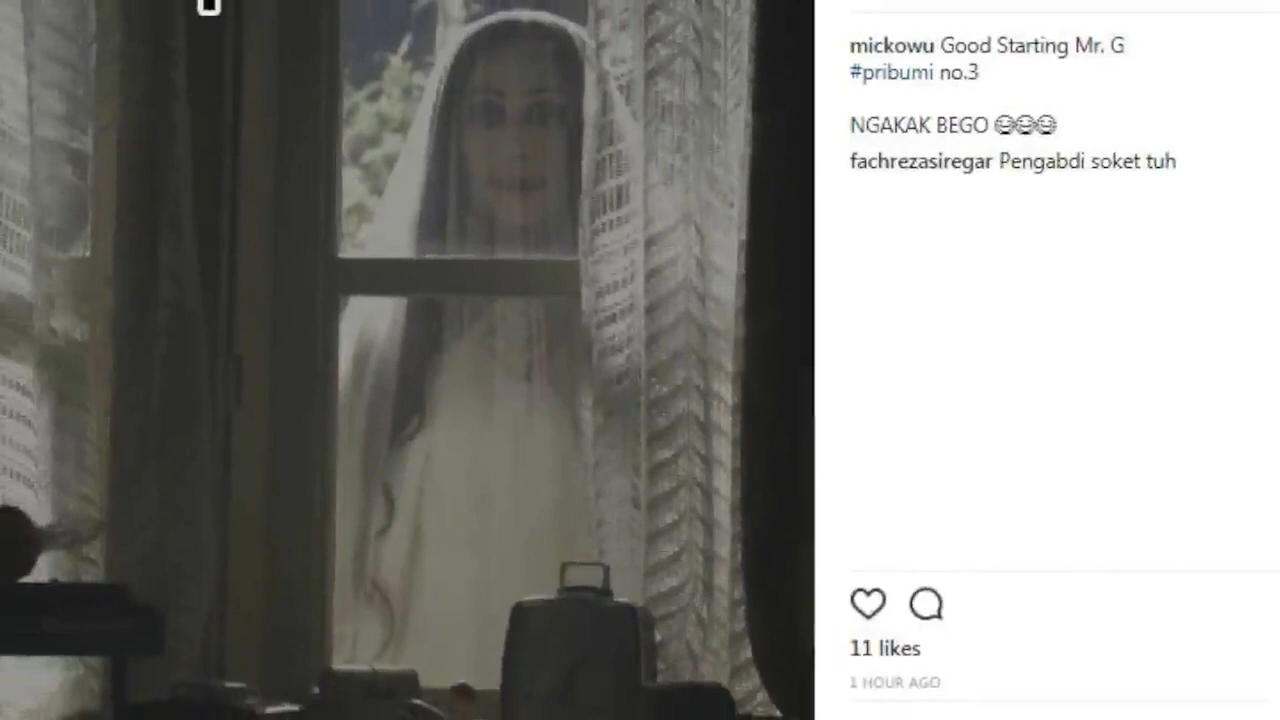 mickowu Good Starting Mr. G
#pribumi no.3
NGAKAK BEGO 😂😂😂
fachrezasiregar Pengabdi soket tuh
11 likes
1 HOUR AGO